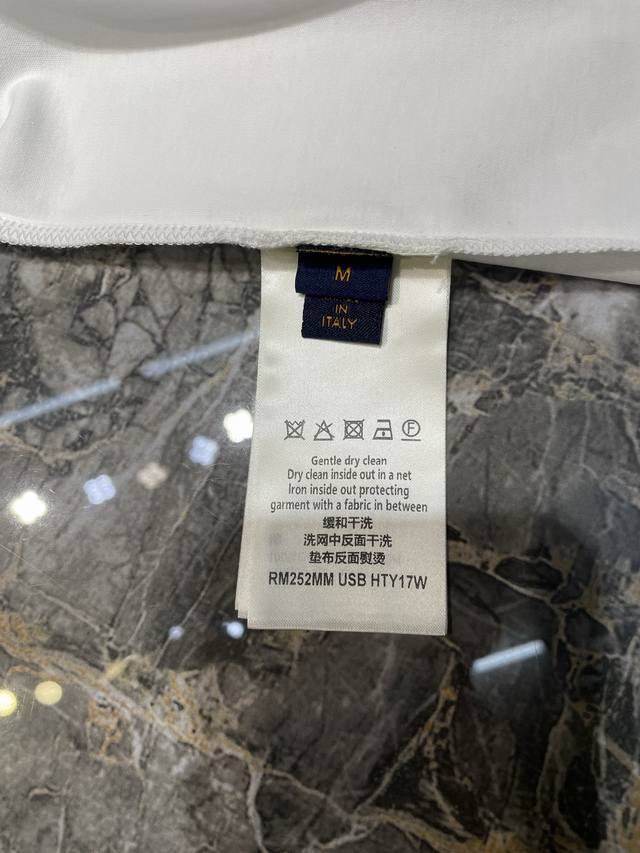 M
IN
ITALY
Gentle dry clean
Dry clean inside out in a net
Iron inside out protecting
garment with a fabric in between
缓和干洗
洗网中反面干洗
垫布反面熨烫
RM252MM USB HTY17W